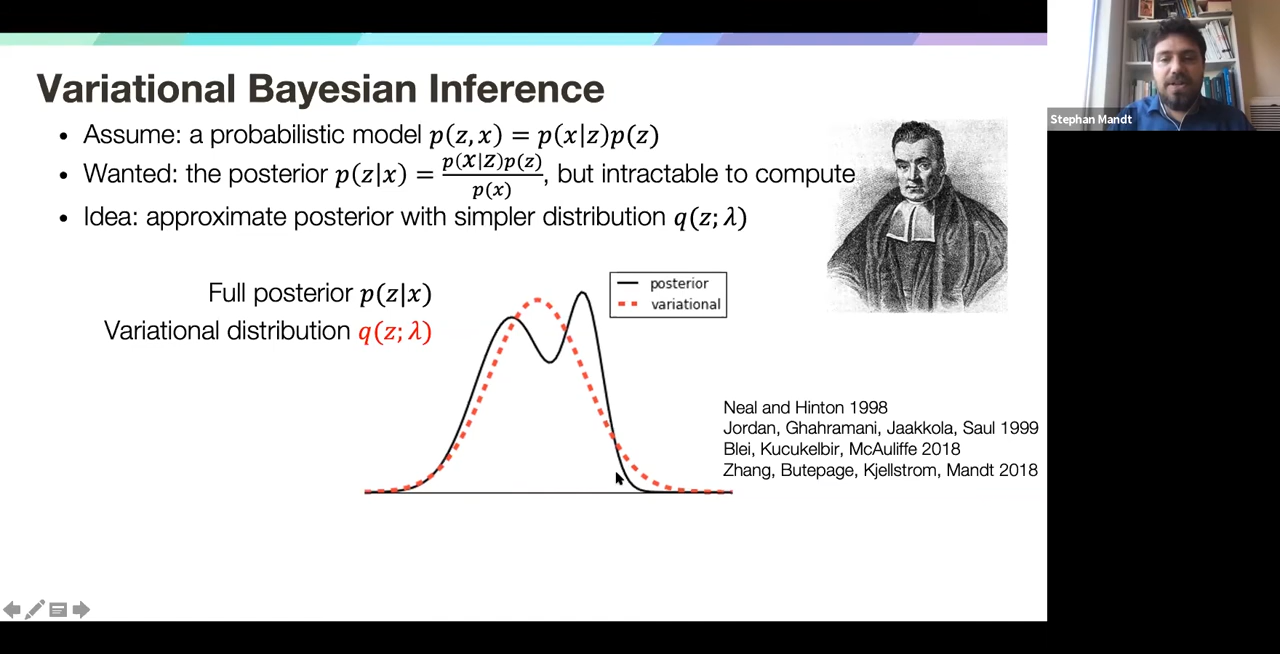 Variational Bayesian Inference
• Assume: a probabilistic model p(z, x) = p(x|z)p(z)
• Wanted: the posterior p(z|x) = p(x|z)p(z) / p(x), but intractable to compute
• Idea: approximate posterior with simpler distribution q(z; λ)
Full posterior p(z|x)
Variational distribution q(z; λ)
posterior
variational
Neal and Hinton 1998
Jordan, Ghahramani, Jaakkola, Saul 1999
Blei, Kucukelbir, McAuliffe 2018
Zhang, Butepage, Kjellstrom, Mandt 2018
Stephan Mandt